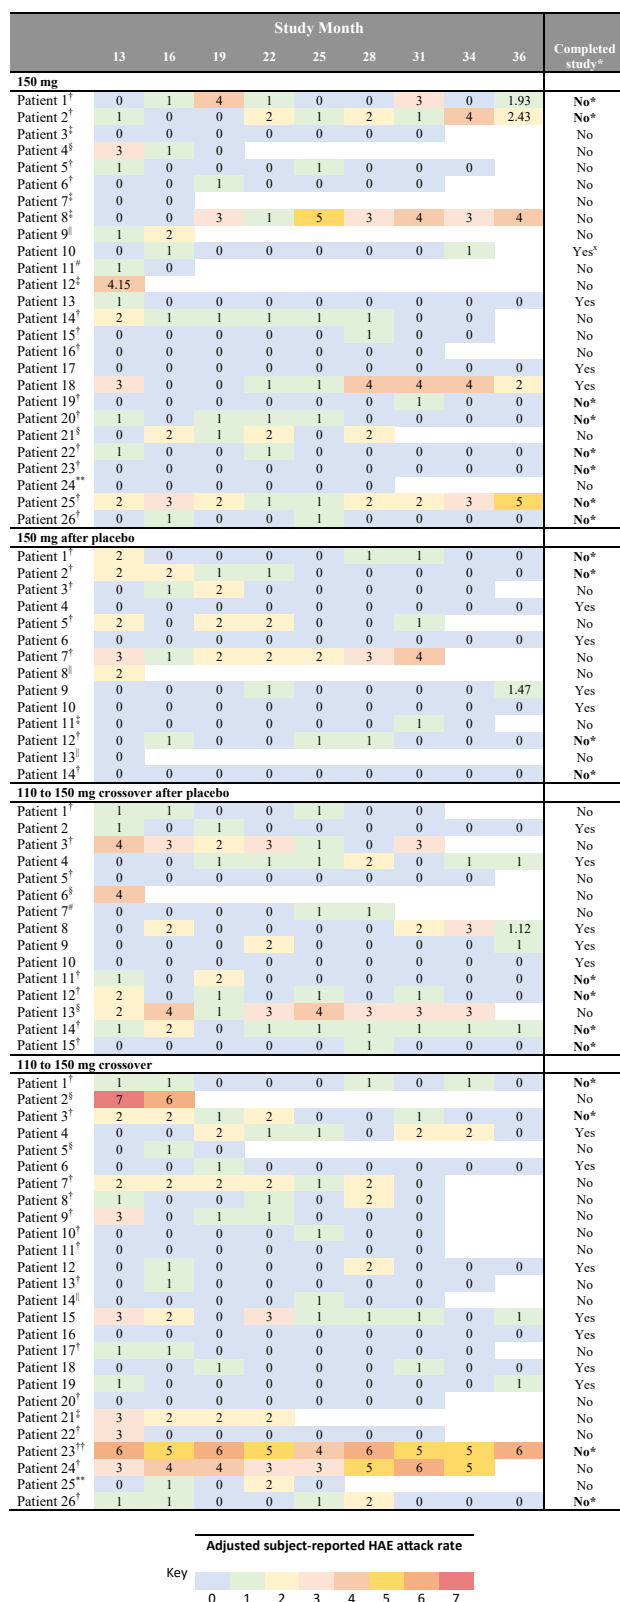 Study Month
13 16 19 22 25 28 31 34 36 Completed study*
150 mg
Patient 1† 0 1 4 1 0 0 3 0 1.93 No*
Patient 2† 1 0 0 2 1 2 1 4 2.43 No*
Patient 3‡ 0 0 0 0 0 0 0 No
Patient 4§ 3 1 0 No
Patient 5† 1 0 0 0 1 0 0 0 No
Patient 6† 0 0 1 0 0 0 0 No
Patient 7‡ 0 0 No
Patient 8‡ 0 0 3 1 5 3 4 3 4 No
Patient 9|| 1 2 No
Patient 10 0 1 0 0 0 0 0 1 Yesx
Patient 11# 1 0 No
Patient 12‡ 4.15 No
Patient 13 1 0 0 0 0 0 0 0 0 Yes
Patient 14† 2 1 1 1 1 1 0 0 No
Patient 15† 0 0 0 0 0 1 0 0 No
Patient 16† 0 0 0 0 0 0 0 No
Patient 17 0 0 0 0 0 0 0 0 0 Yes
Patient 18 3 0 0 1 1 4 4 4 2 Yes
Patient 19† 0 0 0 0 0 0 1 0 0 No*
Patient 20† 1 0 1 1 1 0 0 0 0 No*
Patient 21§ 0 2 1 2 0 2 No
Patient 22† 1 0 0 1 0 0 0 0 0 No*
Patient 23† 0 0 0 0 0 0 0 0 0 No*
Patient 24** 0 0 0 0 0 0 No
Patient 25† 2 3 2 1 1 2 2 3 5 No*
Patient 26† 0 1 0 0 1 0 0 0 0 No*
150 mg after placebo
Patient 1† 2 0 0 0 0 1 1 0 0 No*
Patient 2† 2 2 1 1 0 0 0 0 0 No*
Patient 3† 0 1 2 0 0 0 0 0 No
Patient 4 0 0 0 0 0 0 0 0 0 Yes
Patient 5† 2 0 2 2 0 0 1 No
Patient 6 0 0 0 0 0 0 0 0 0 Yes
Patient 7† 3 1 2 2 2 3 4 No
Patient 8|| 2 No
Patient 9 0 0 0 1 0 0 0 0 1.47 Yes
Patient 10 0 0 0 0 0 0 0 0 0 Yes
Patient 11‡ 0 0 0 0 0 0 1 0 No
Patient 12† 0 1 0 0 1 1 0 0 0 No*
Patient 13|| 0 No
Patient 14† 0 0 0 0 0 0 0 0 0 No*
110 to 150 mg crossover after placebo
Patient 1† 1 1 0 0 1 0 0 No
Patient 2 1 0 1 0 0 0 0 0 0 Yes
Patient 3† 4 3 2 3 1 0 3 No
Patient 4 0 0 1 1 1 2 0 1 1 Yes
Patient 5† 0 0 0 0 0 0 0 0 No
Patient 6§ 4 No
Patient 7# 0 0 0 0 1 1 No
Patient 8 0 2 0 0 0 0 2 3 1.12 Yes
Patient 9 0 0 0 2 0 0 0 0 1 Yes
Patient 10 0 0 0 0 0 0 0 0 0 Yes
Patient 11† 1 0 2 0 0 0 0 0 0 No*
Patient 12† 2 0 1 0 1 0 1 0 0 No*
Patient 13§ 2 4 1 3 4 3 3 3 No
Patient 14† 1 2 0 1 1 1 1 1 1 No*
Patient 15† 0 0 0 0 0 1 0 0 0 No*
110 to 150 mg crossover
Patient 1† 1 1 0 0 0 1 0 1 0 No*
Patient 2§ 7 6 No
Patient 3† 2 2 1 2 0 0 1 0 0 No*
Patient 4 0 0 2 1 1 0 2 2 0 Yes
Patient 5§ 0 1 0 No
Patient 6 0 0 1 0 0 0 0 0 0 Yes
Patient 7† 2 2 2 2 1 2 0 No
Patient 8† 1 0 0 1 0 2 0 No
Patient 9† 3 0 1 1 0 0 0 No
Patient 10† 0 0 0 0 1 0 0 No
Patient 11† 0 0 0 0 0 0 0 No
Patient 12 0 1 0 0 0 2 0 0 0 Yes
Patient 13† 0 1 0 0 0 0 0 0 No
Patient 14|| 0 0 0 0 1 0 0 No
Patient 15 3 2 0 3 1 1 1 0 1 Yes
Patient 16 0 0 0 0 0 0 0 0 0 Yes
Patient 17† 1 1 0 0 0 0 0 0 No
Patient 18 0 0 1 0 0 0 1 0 0 Yes
Patient 19 1 0 0 0 0 0 0 0 1 Yes
Patient 20† 0 0 0 0 0 0 0 No
Patient 21‡ 3 2 2 2 No
Patient 22† 3 0 0 0 0 0 0 No
Patient 23†† 6 5 6 5 4 6 5 5 6 No*
Patient 24† 3 4 4 3 3 5 6 5 No
Patient 25** 0 1 0 2 0 No
Patient 26† 1 1 0 0 1 2 0 0 0 No*
Adjusted subject-reported HAE attack rate
Key
0 1 2 3 4 5 6 7